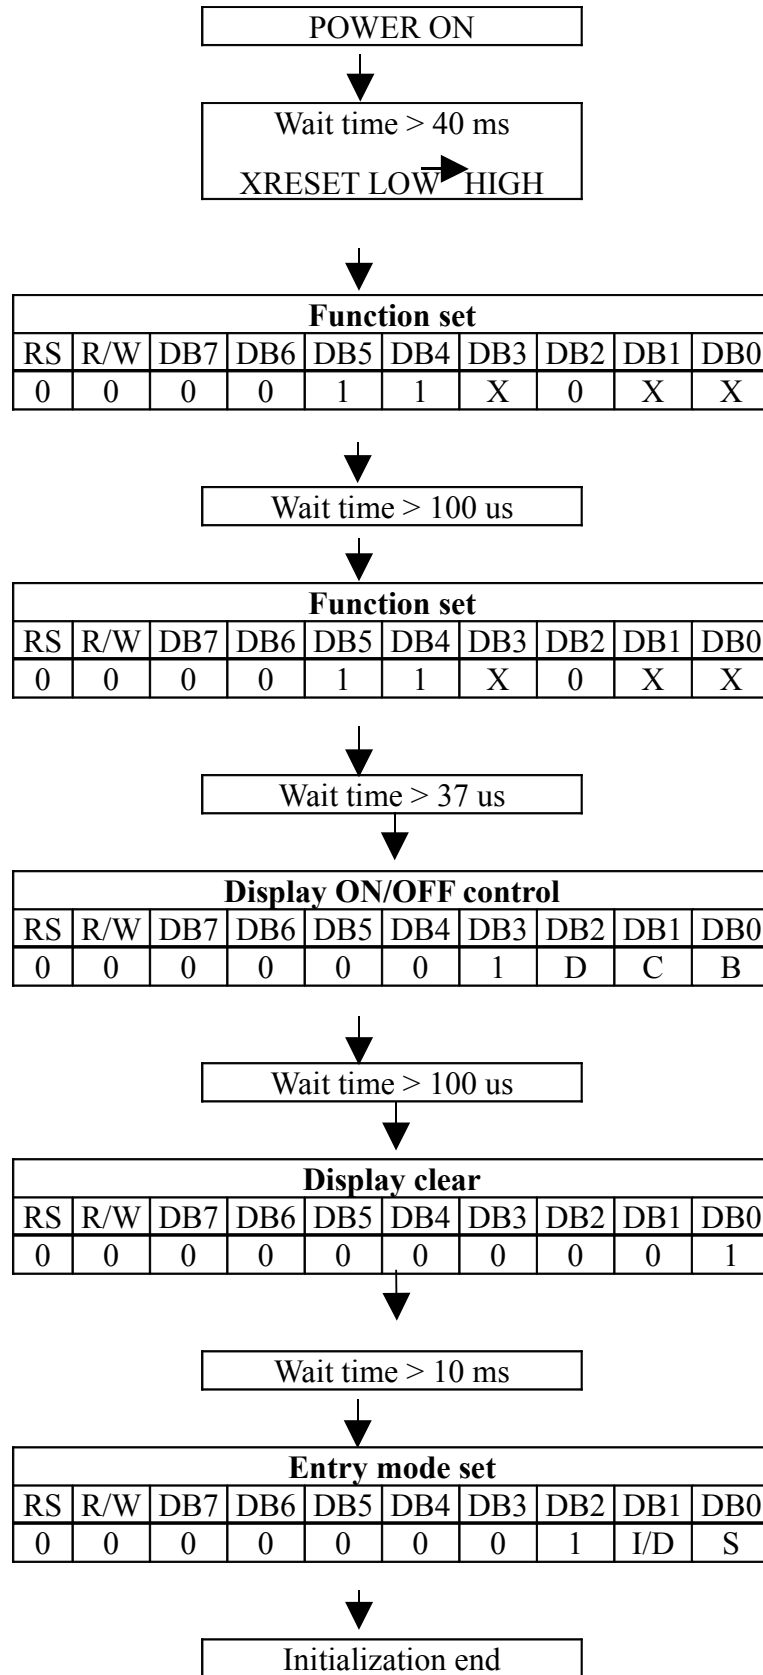 POWER ON
Wait time > 40 ms
XRESET LOW HIGH
Function set
RS R/W DB7 DB6 DB5 DB4 DB3 DB2 DB1 DB0
0 0 0 0 1 1 X 0 X X
Wait time > 100 us
Function set
RS R/W DB7 DB6 DB5 DB4 DB3 DB2 DB1 DB0
0 0 0 0 1 1 X 0 X X
Wait time > 37 us
Display ON/OFF control
RS R/W DB7 DB6 DB5 DB4 DB3 DB2 DB1 DB0
0 0 0 0 0 0 1 D C B
Wait time > 100 us
Display clear
RS R/W DB7 DB6 DB5 DB4 DB3 DB2 DB1 DB0
0 0 0 0 0 0 0 0 0 1
Wait time > 10 ms
Entry mode set
RS R/W DB7 DB6 DB5 DB4 DB3 DB2 DB1 DB0
0 0 0 0 0 0 0 1 I/D S
Initialization end